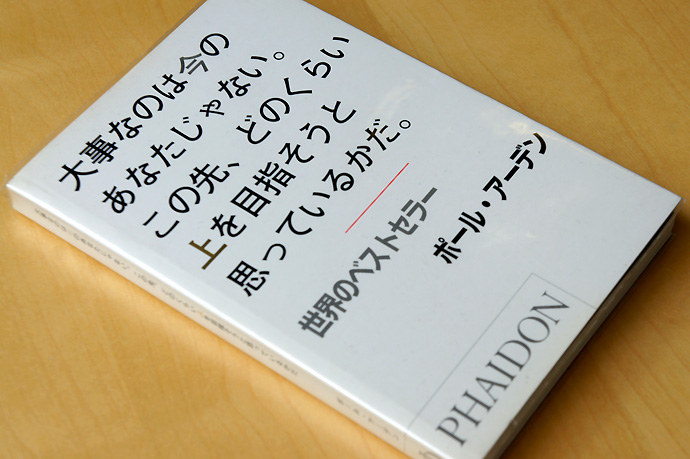 大事なのは今の
あなたじゃない。
この先、どのくらい
上を目指そうと
思っているかだ。
世界のベストセラー
ポール・アーデン
PHAIDON